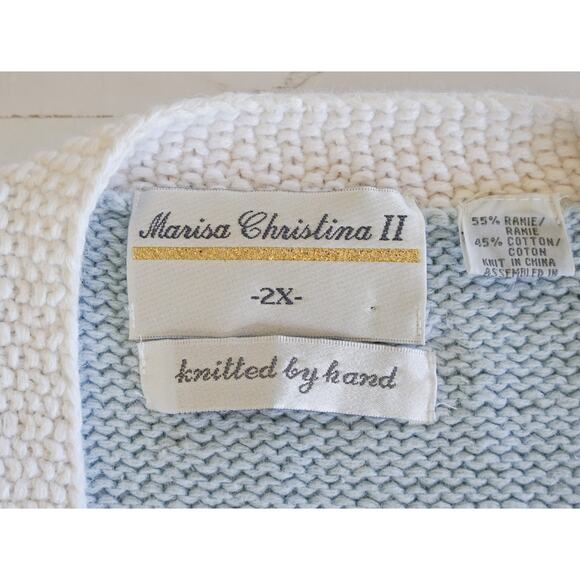 Marisa Christina II
-2X-
knitted by hand
55% RAMIE/
RAMIE
45% COTTON/
COTON
KNIT IN CHINA
ASSEMBLED IN